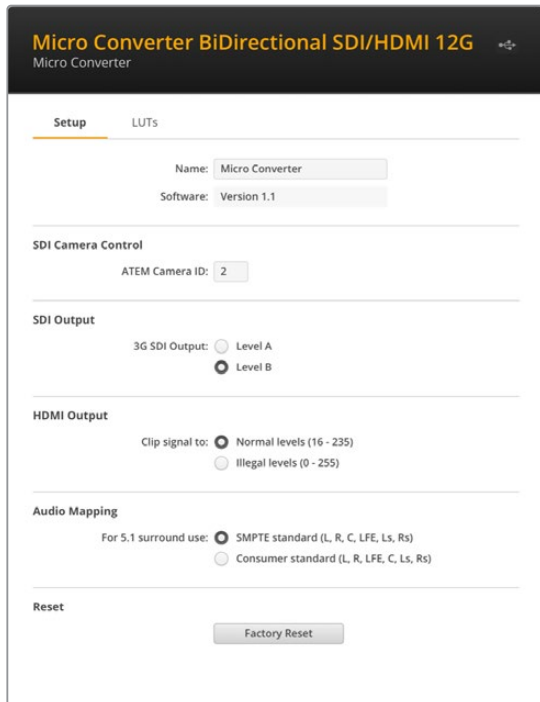 Micro Converter BiDirectional SDI/HDMI 12G
Micro Converter
Setup LUTs
Name: Micro Converter
Software: Version 1.1
SDI Camera Control
ATEM Camera ID: 2
SDI Output
3G SDI Output: Level A
Level B
HDMI Output
Clip signal to: Normal levels (16 - 235)
Illegal levels (0 - 255)
Audio Mapping
For 5.1 surround use: SMPTE standard (L, R, C, LFE, Ls, Rs)
Consumer standard (L, R, LFE, C, Ls, Rs)
Reset
Factory Reset